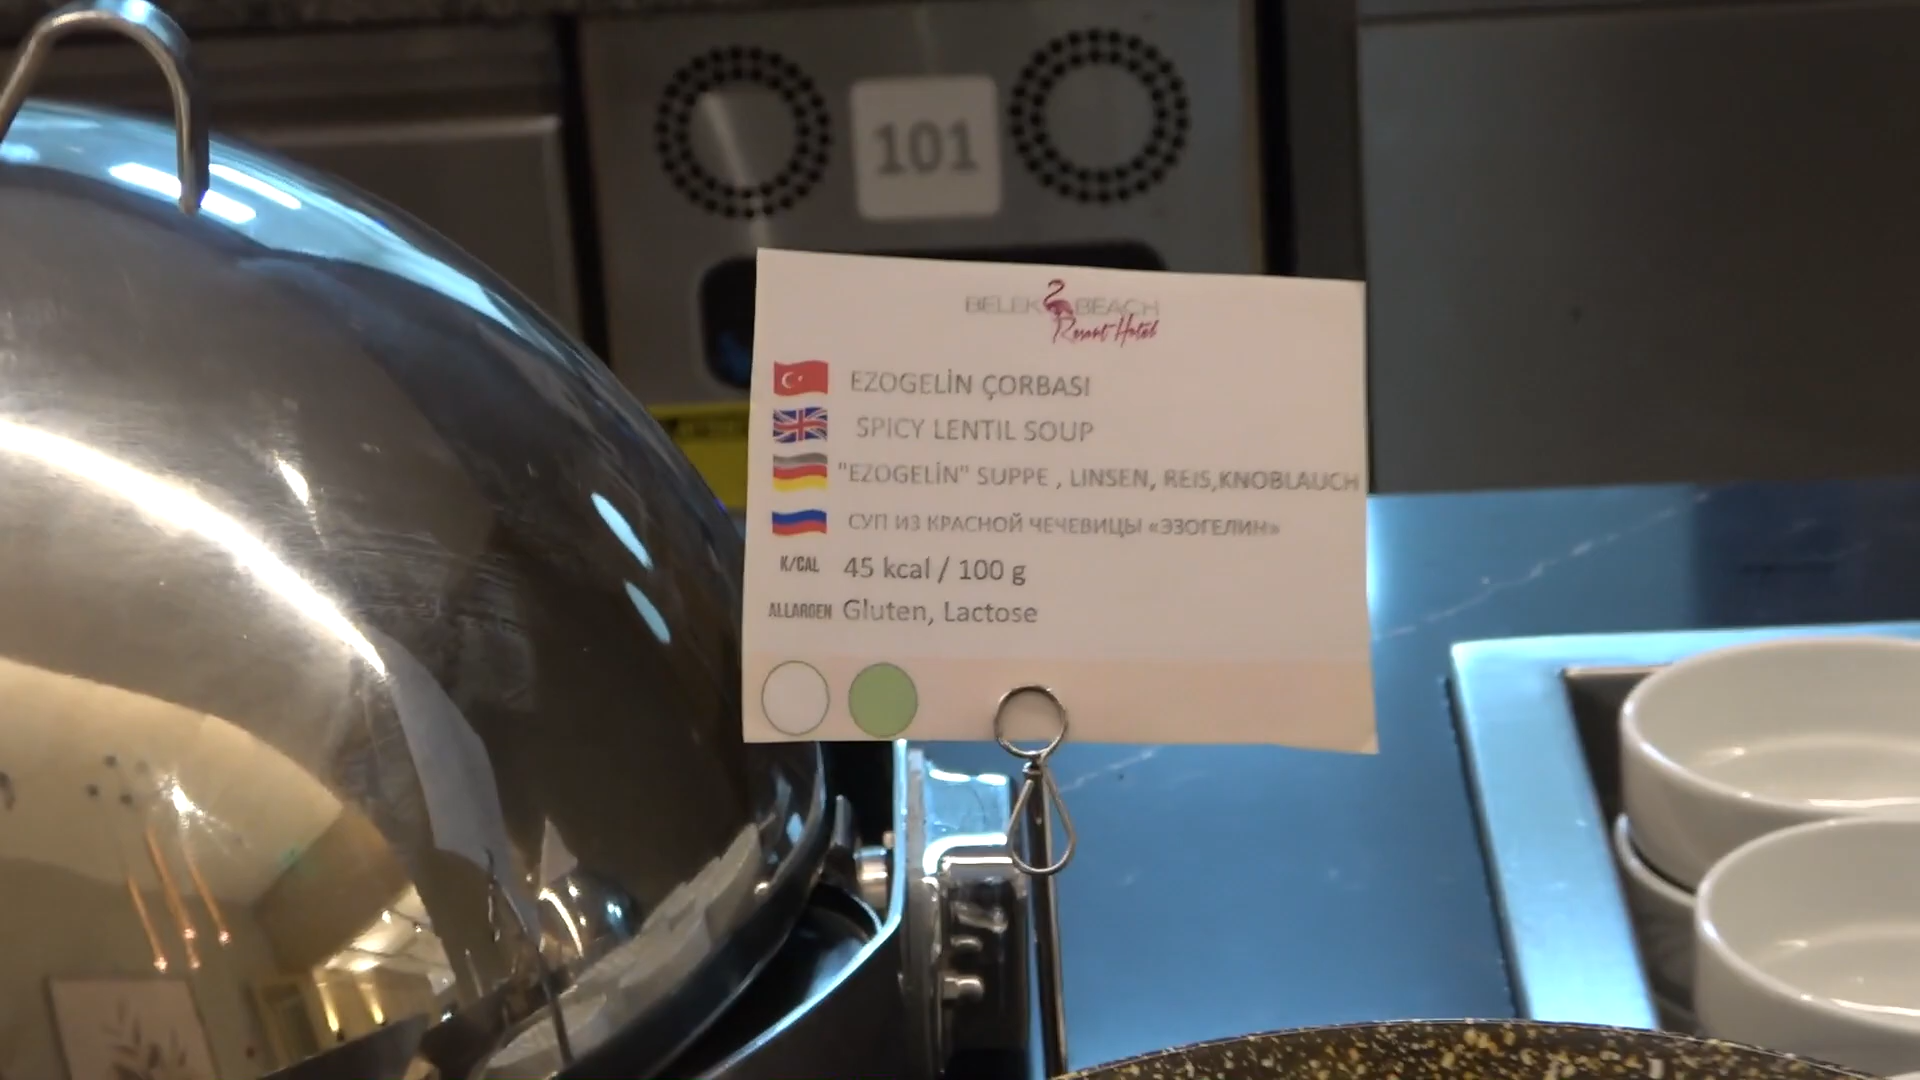 101
BELEK BEACH
Resort Hotel
EZOGELİN ÇORBASI
SPICY LENTIL SOUP
"EZOGELİN" SUPPE , LINSEN, REIS,KNOBLAUCH
СУП ИЗ КРАСНОЙ ЧЕЧЕВИЦЫ «ЭЗОГЕЛИН»
K/CAL 45 kcal / 100 g
ALLARGEN Gluten, Lactose